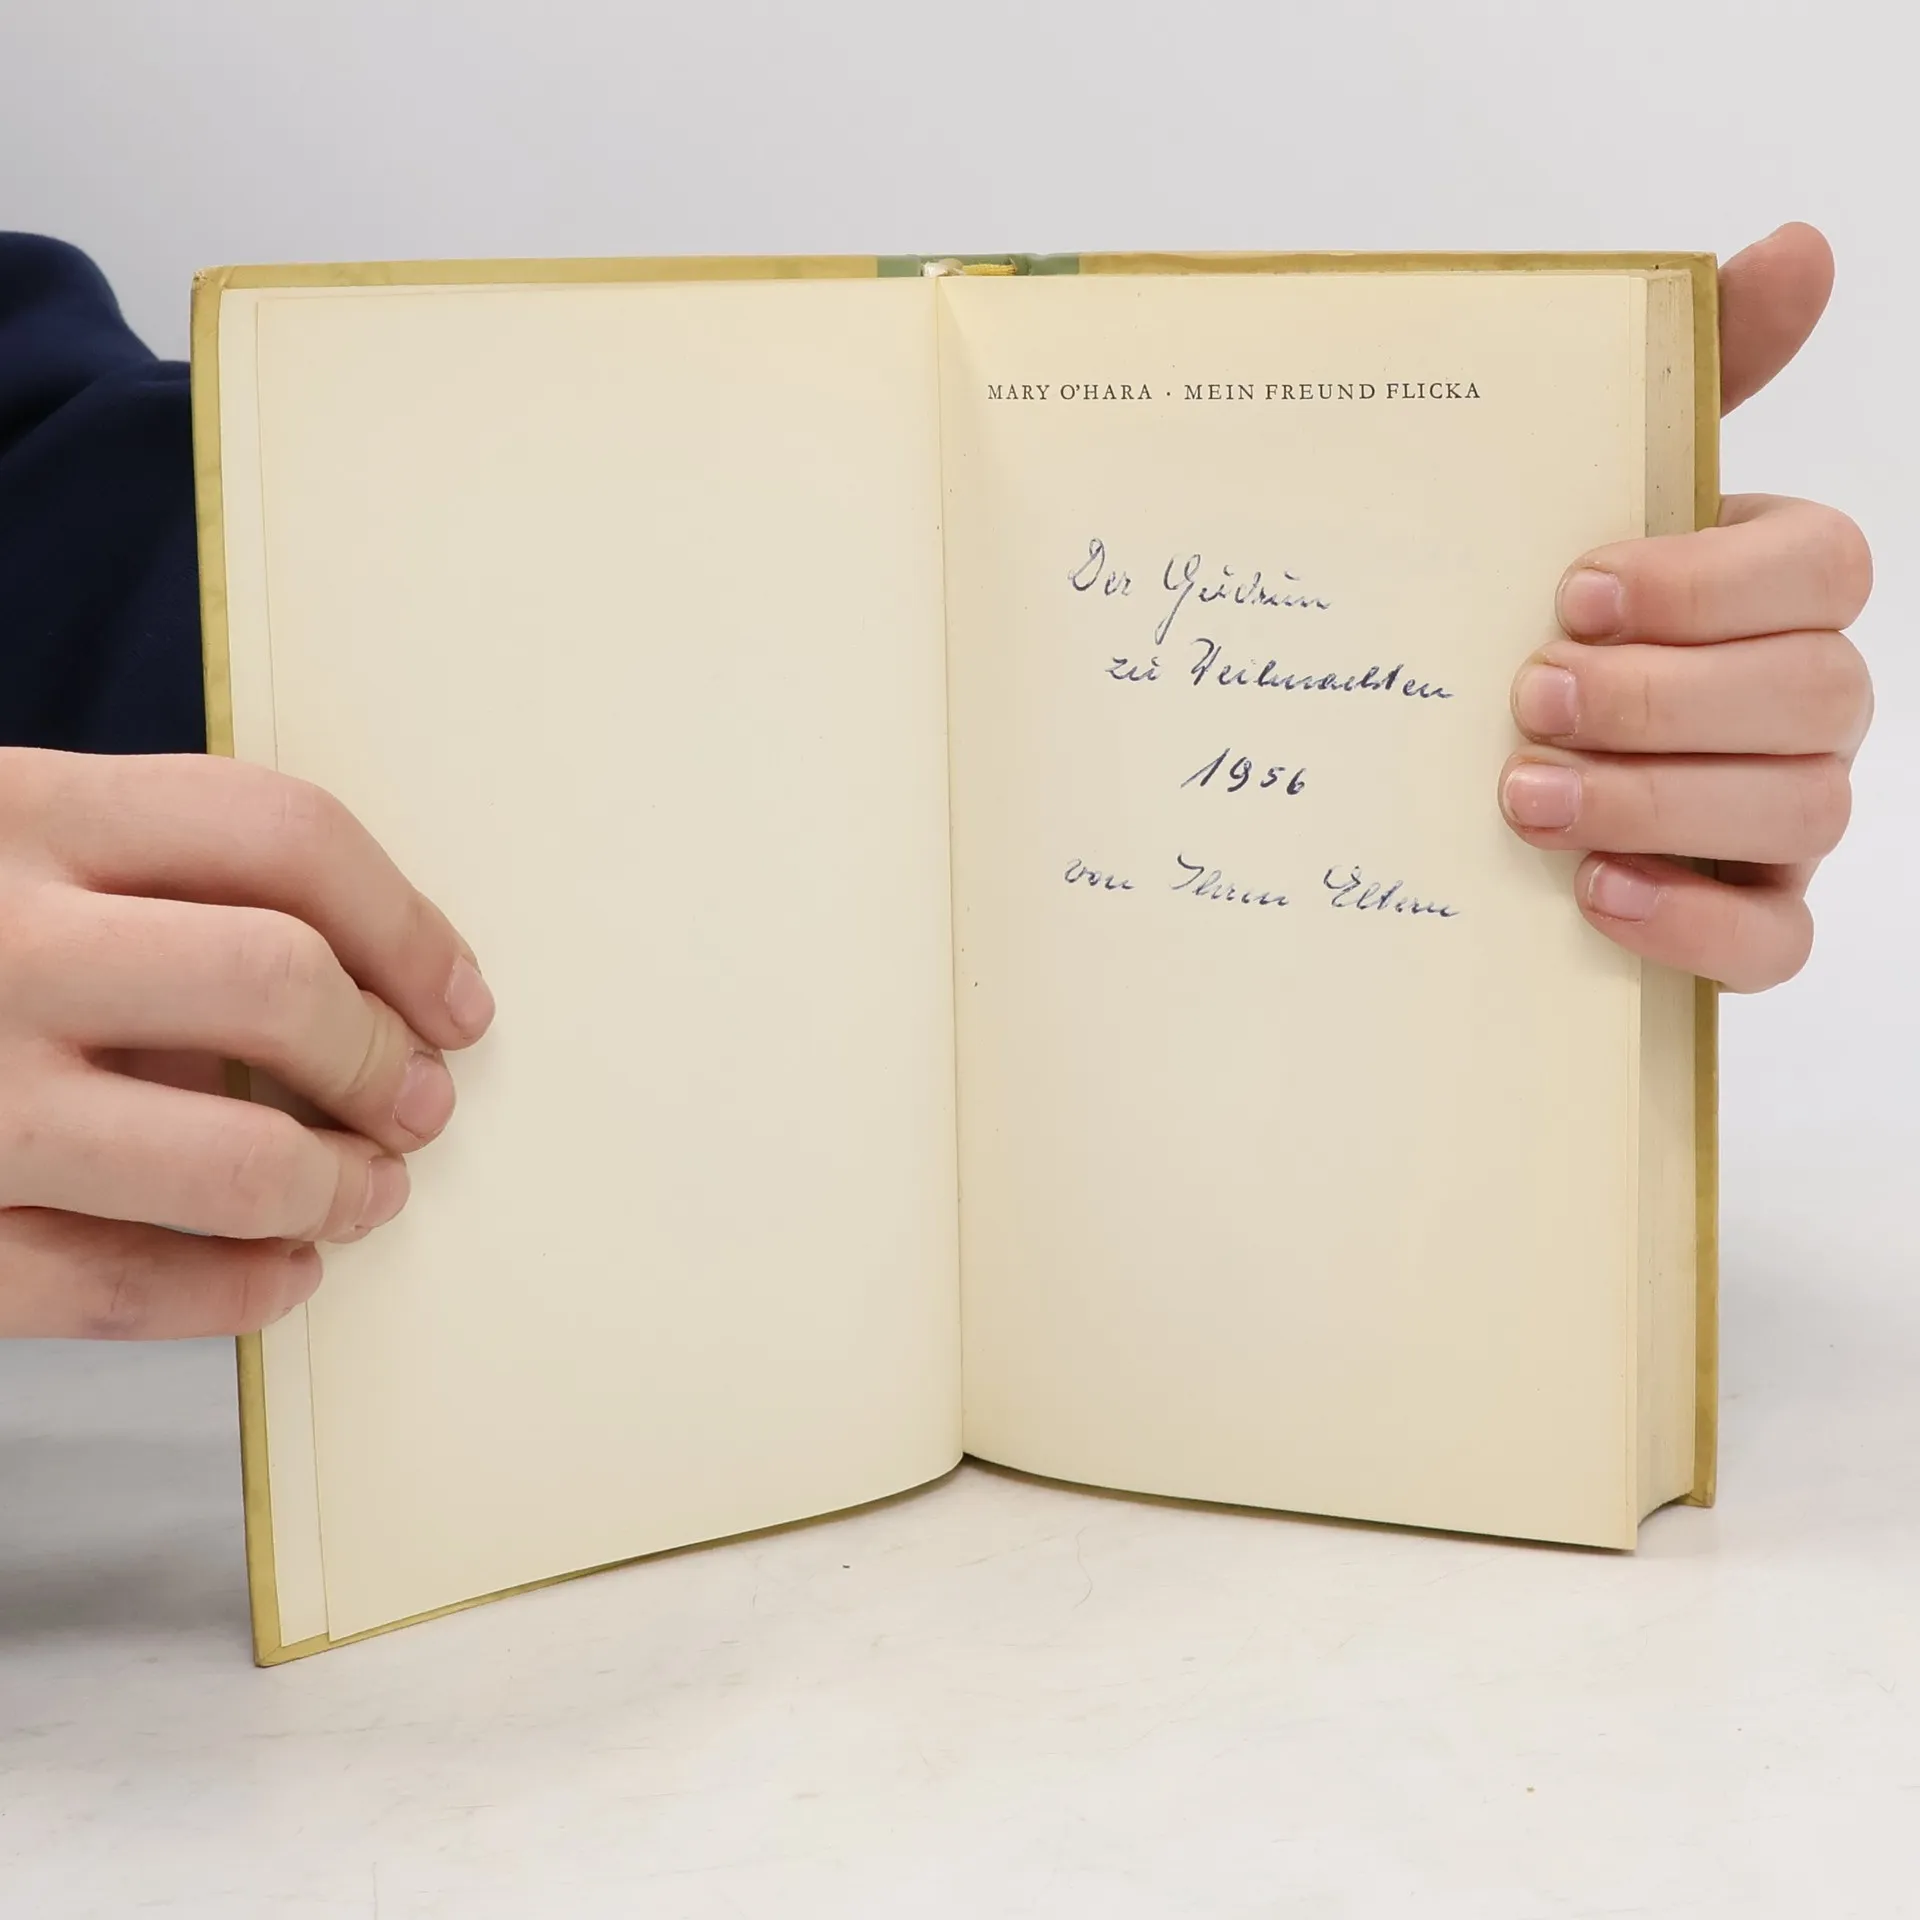 MARY O'HARA · MEIN FREUND FLICKA
Der Gudrun
zu Weihnachten
1956
von Ihren Eltern